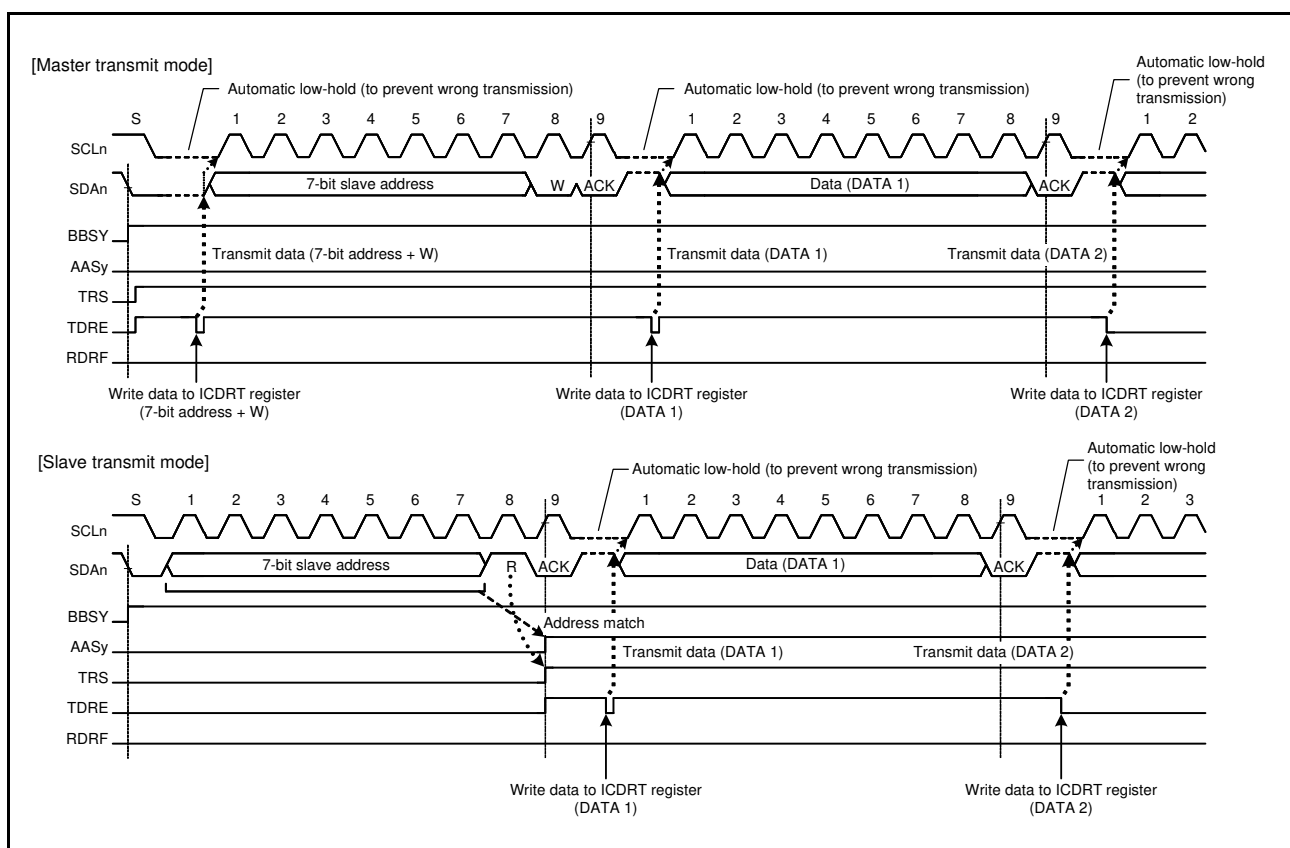 [Master transmit mode]
Automatic low-hold (to prevent wrong transmission)
Automatic low-hold (to prevent wrong transmission)
Automatic low-hold
(to prevent wrong
transmission)
S 1 2 3 4 5 6 7 8 9 1 2 3 4 5 6 7 8 9 1 2
SCLn
SDAn 7-bit slave address W ACK Data (DATA 1) ACK
BBSY
Transmit data (7-bit address + W) Transmit data (DATA 1) Transmit data (DATA 2)
AASy
TRS
TDRE
RDRF
Write data to ICDRT register
(7-bit address + W)
Write data to ICDRT register
(DATA 1)
Write data to ICDRT register
(DATA 2)
[Slave transmit mode]
Automatic low-hold (to prevent wrong transmission)
Automatic low-hold
(to prevent wrong
transmission)
S 1 2 3 4 5 6 7 8 9 1 2 3 4 5 6 7 8 9 1 2 3
SCLn
SDAn 7-bit slave address R ACK Data (DATA 1) ACK
BBSY
Address match
AASy
Transmit data (DATA 1) Transmit data (DATA 2)
TRS
TDRE
RDRF
Write data to ICDRT register
(DATA 1)
Write data to ICDRT register
(DATA 2)